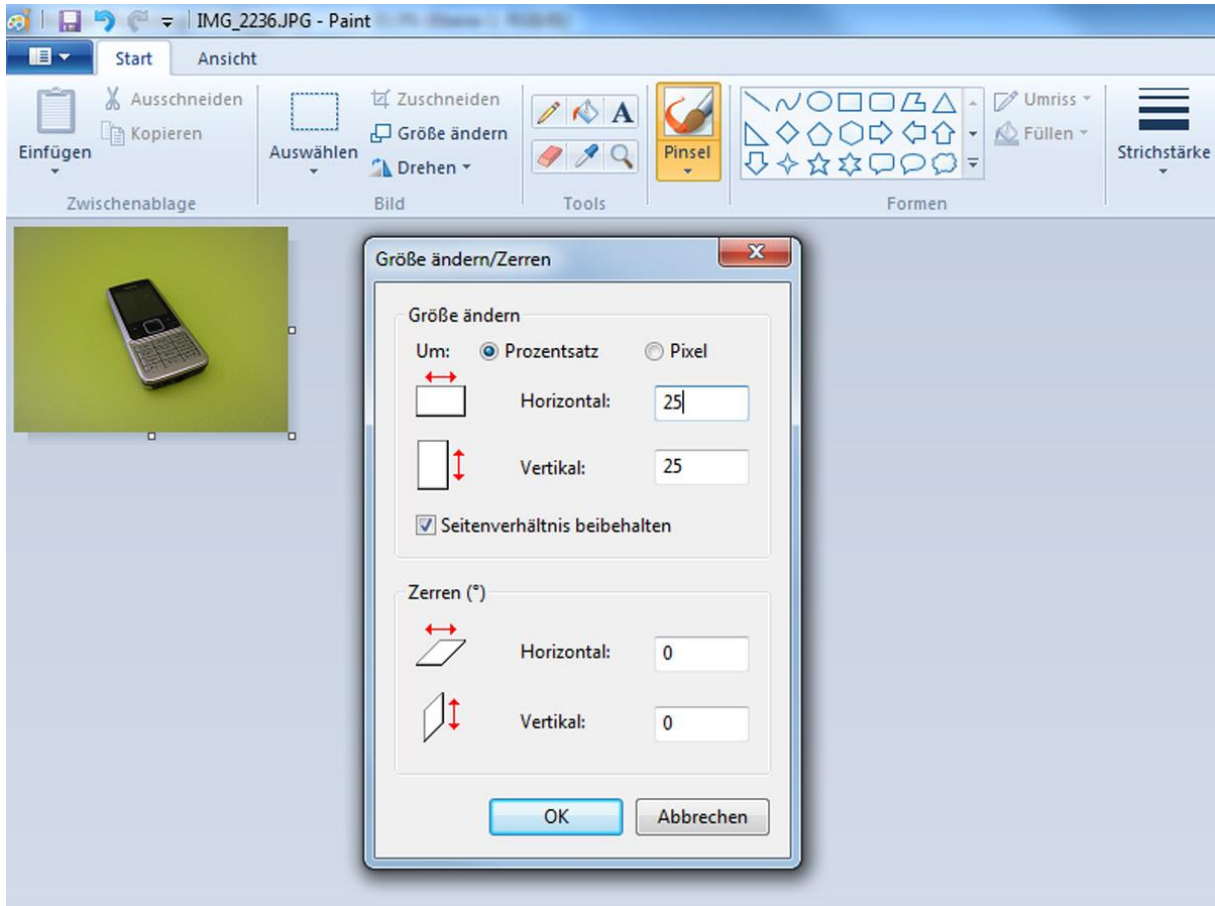 IMG_2236.JPG - Paint
Start Ansicht
Einfügen
Ausschneiden
Kopieren
Zwischenablage
Auswählen
Zuschneiden
Größe ändern
Drehen
Bild
A
Tools
Pinsel
Umriss
Füllen
Formen
Strichstärke
Größe ändern/Zerren
Größe ändern
Um: Prozentsatz Pixel
Horizontal: 25
Vertikal: 25
Seitenverhältnis beibehalten
Zerren (°)
Horizontal: 0
Vertikal: 0
OK Abbrechen